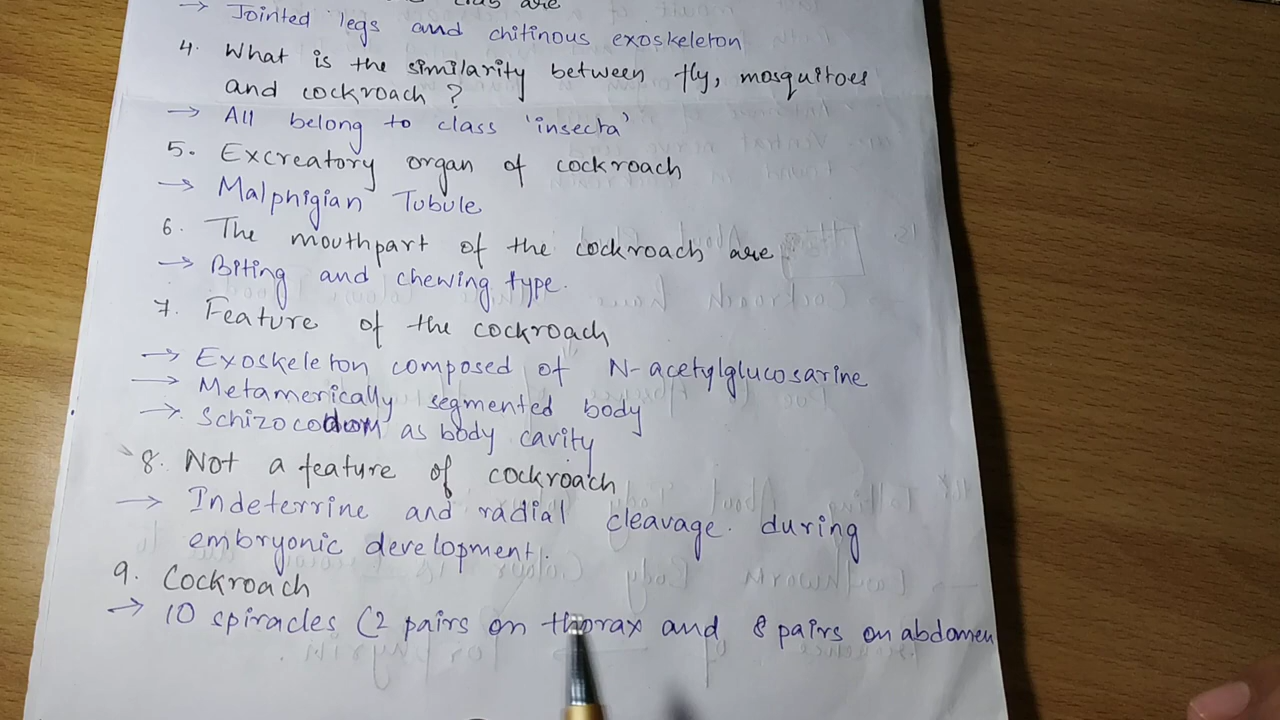 are
→ Jointed legs and chitinous exoskeleton
4. What is the similarity between fly, mosquitoes
and cockroach ?
→ All belong to class 'insecta'
5. Excreatory organ of cockroach
→ Malphigian Tubule
6. The mouthpart of the cockroach are
→ Biting and chewing type.
7. Feature of the cockroach
→ Exoskeleton composed of N-acetylglucosarine
→ Metamerically segmented body
→ as body cavity
8. Not a feature of cockroach
→ Indeterrine and radial cleavage. during
embryonic development.
9. Cockroach
→ 10 spiracles (2 pairs on thorax and 8 pairs on abdomen